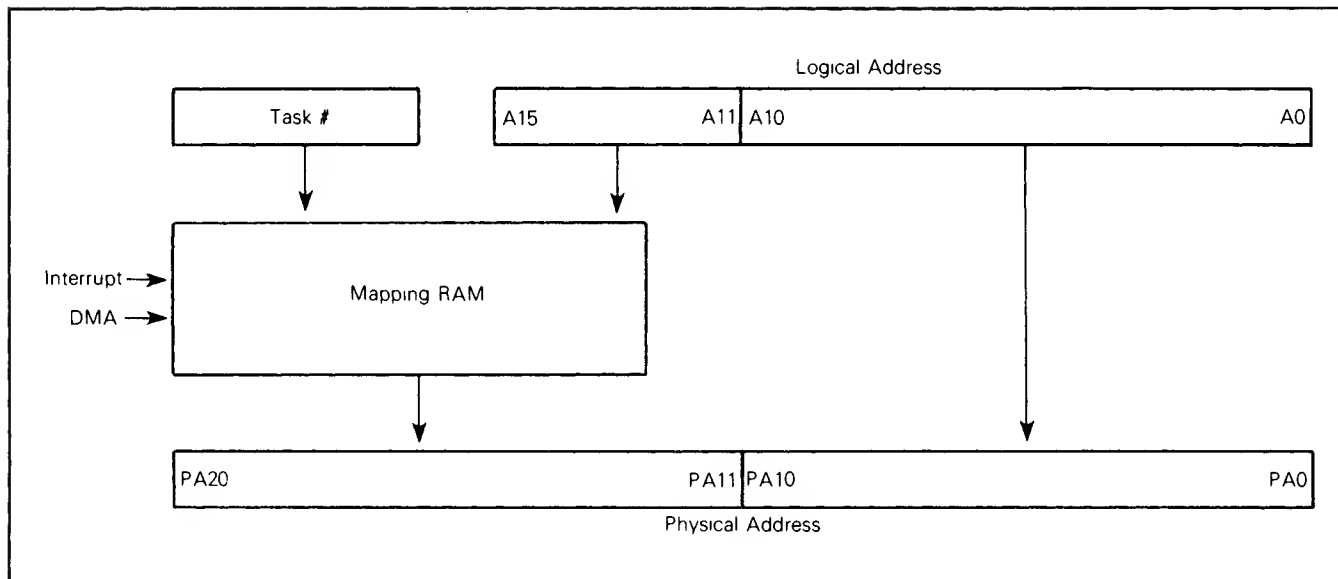 Logical Address
Task #
A15 A11 A10 A0
Interrupt
DMA
Mapping RAM
PA20 PA11 PA10 PA0
Physical Address